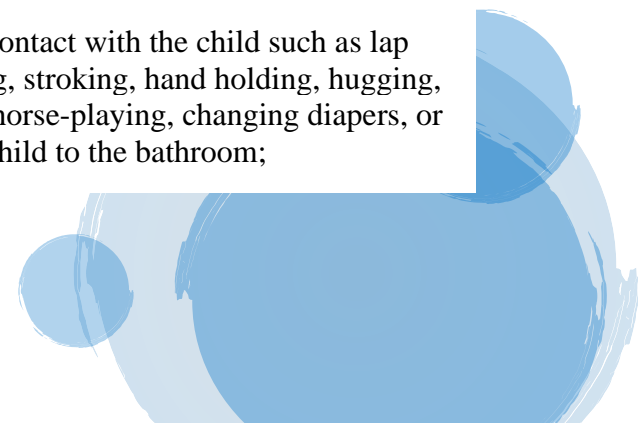 ontact with the child such as lap
g, stroking, hand holding, hugging,
horse-playing, changing diapers, or
hild to the bathroom;